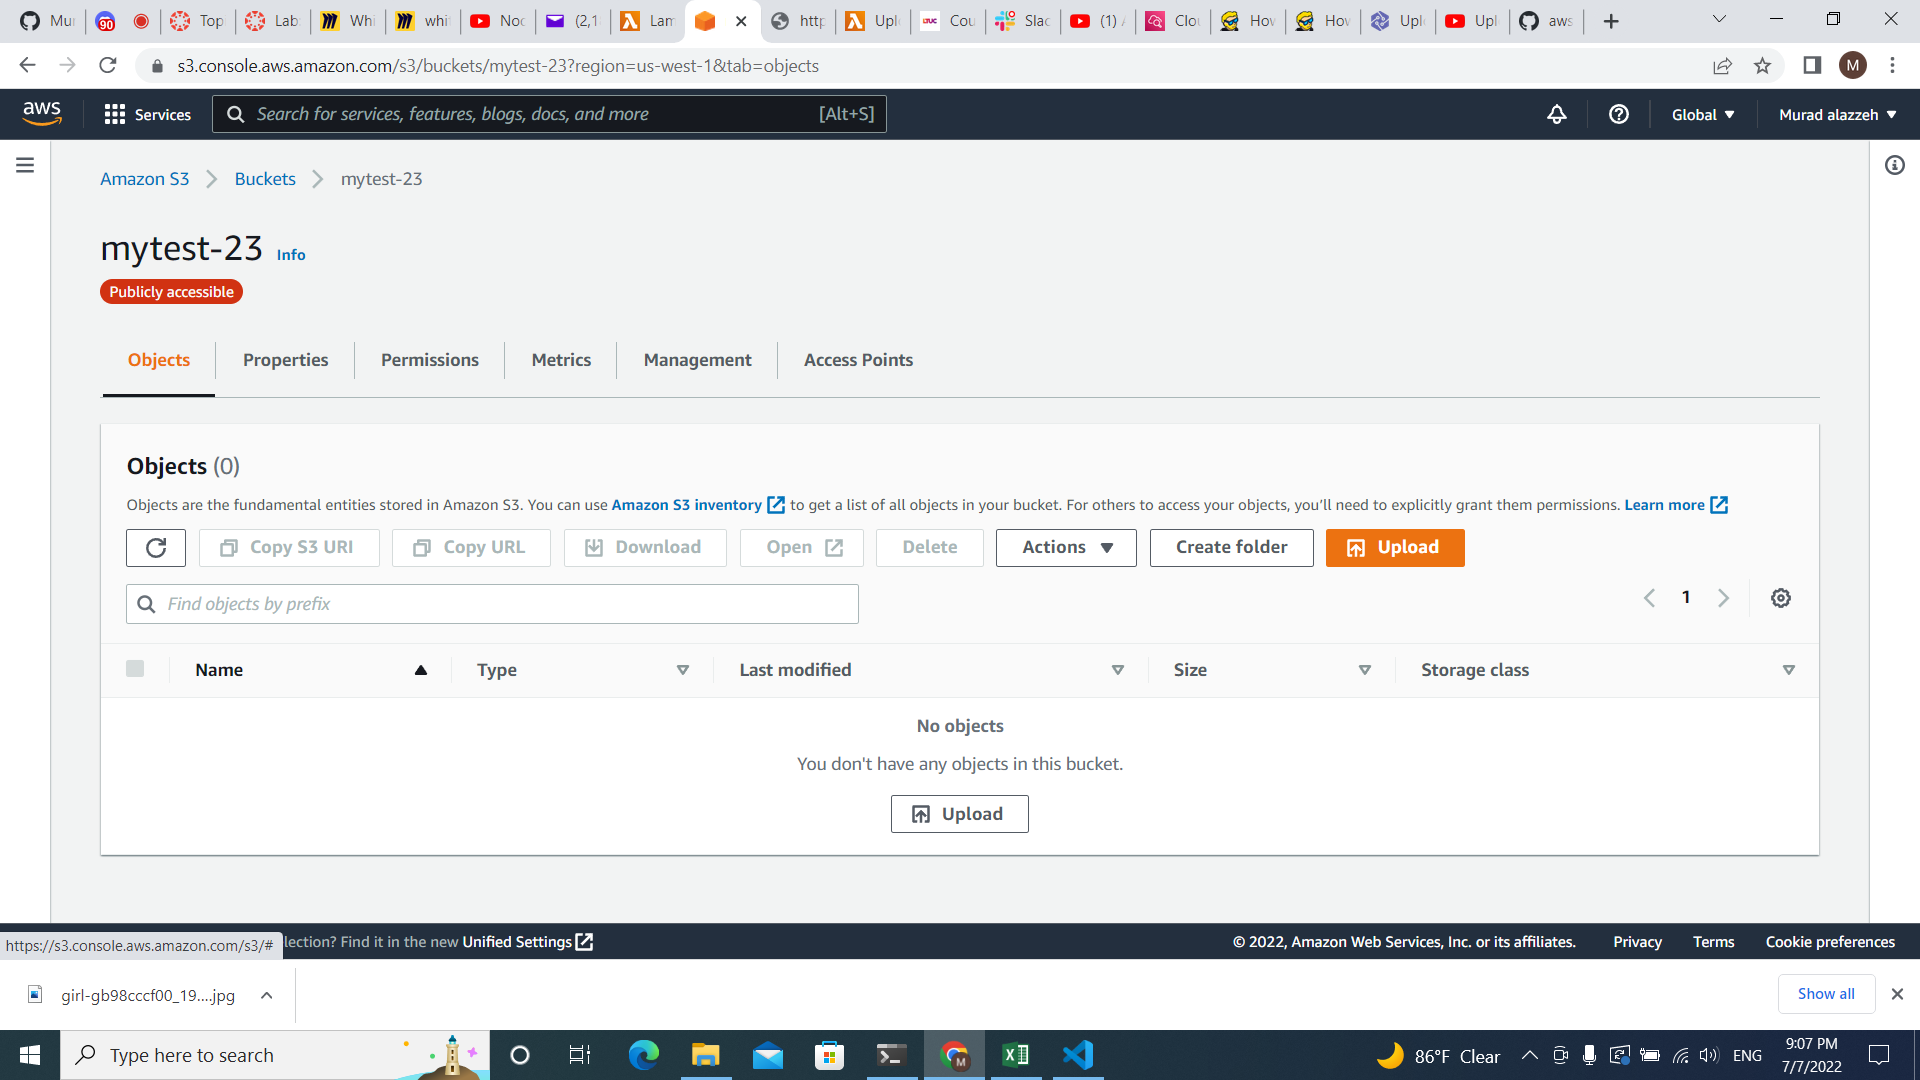 Mur
90
Top
Lab
Whi
whit
Noc
(2,1
Lam
http
Uplo
LTUC
Cou
Slac
(1) A
Clou
How
How
Uplo
Uplo
aws
s3.console.aws.amazon.com/s3/buckets/mytest-23?region=us-west-1&tab=objects
M
aws
Services
Search for services, features, blogs, docs, and more
[Alt+S]
Global
Murad alazzeh
Amazon S3
Buckets
mytest-23
mytest-23 Info
Publicly accessible
Objects
Properties
Permissions
Metrics
Management
Access Points
Objects (0)
Objects are the fundamental entities stored in Amazon S3. You can use Amazon S3 inventory to get a list of all objects in your bucket. For others to access your objects, you'll need to explicitly grant them permissions. Learn more
Copy S3 URI
Copy URL
Download
Open
Delete
Actions
Create folder
Upload
Find objects by prefix
1
Name
Type
Last modified
Size
Storage class
No objects
You don't have any objects in this bucket.
Upload
https://s3.console.aws.amazon.com/s3/#
lection? Find it in the new Unified Settings
© 2022, Amazon Web Services, Inc. or its affiliates.
Privacy
Terms
Cookie preferences
girl-gb98cccf00_19....jpg
Show all
Type here to search
M
86°F Clear
ENG
9:07 PM
7/7/2022